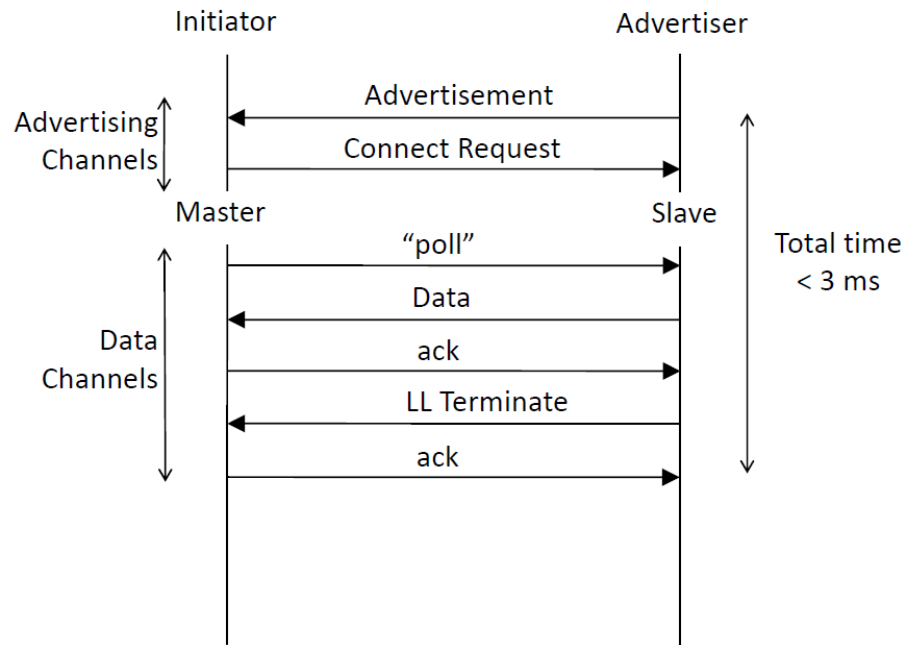 Initiator
Advertiser
Advertisement
Advertising
Channels
Connect Request
Master
Slave
“poll”
Total time
< 3 ms
Data
Data
Channels
ack
LL Terminate
ack